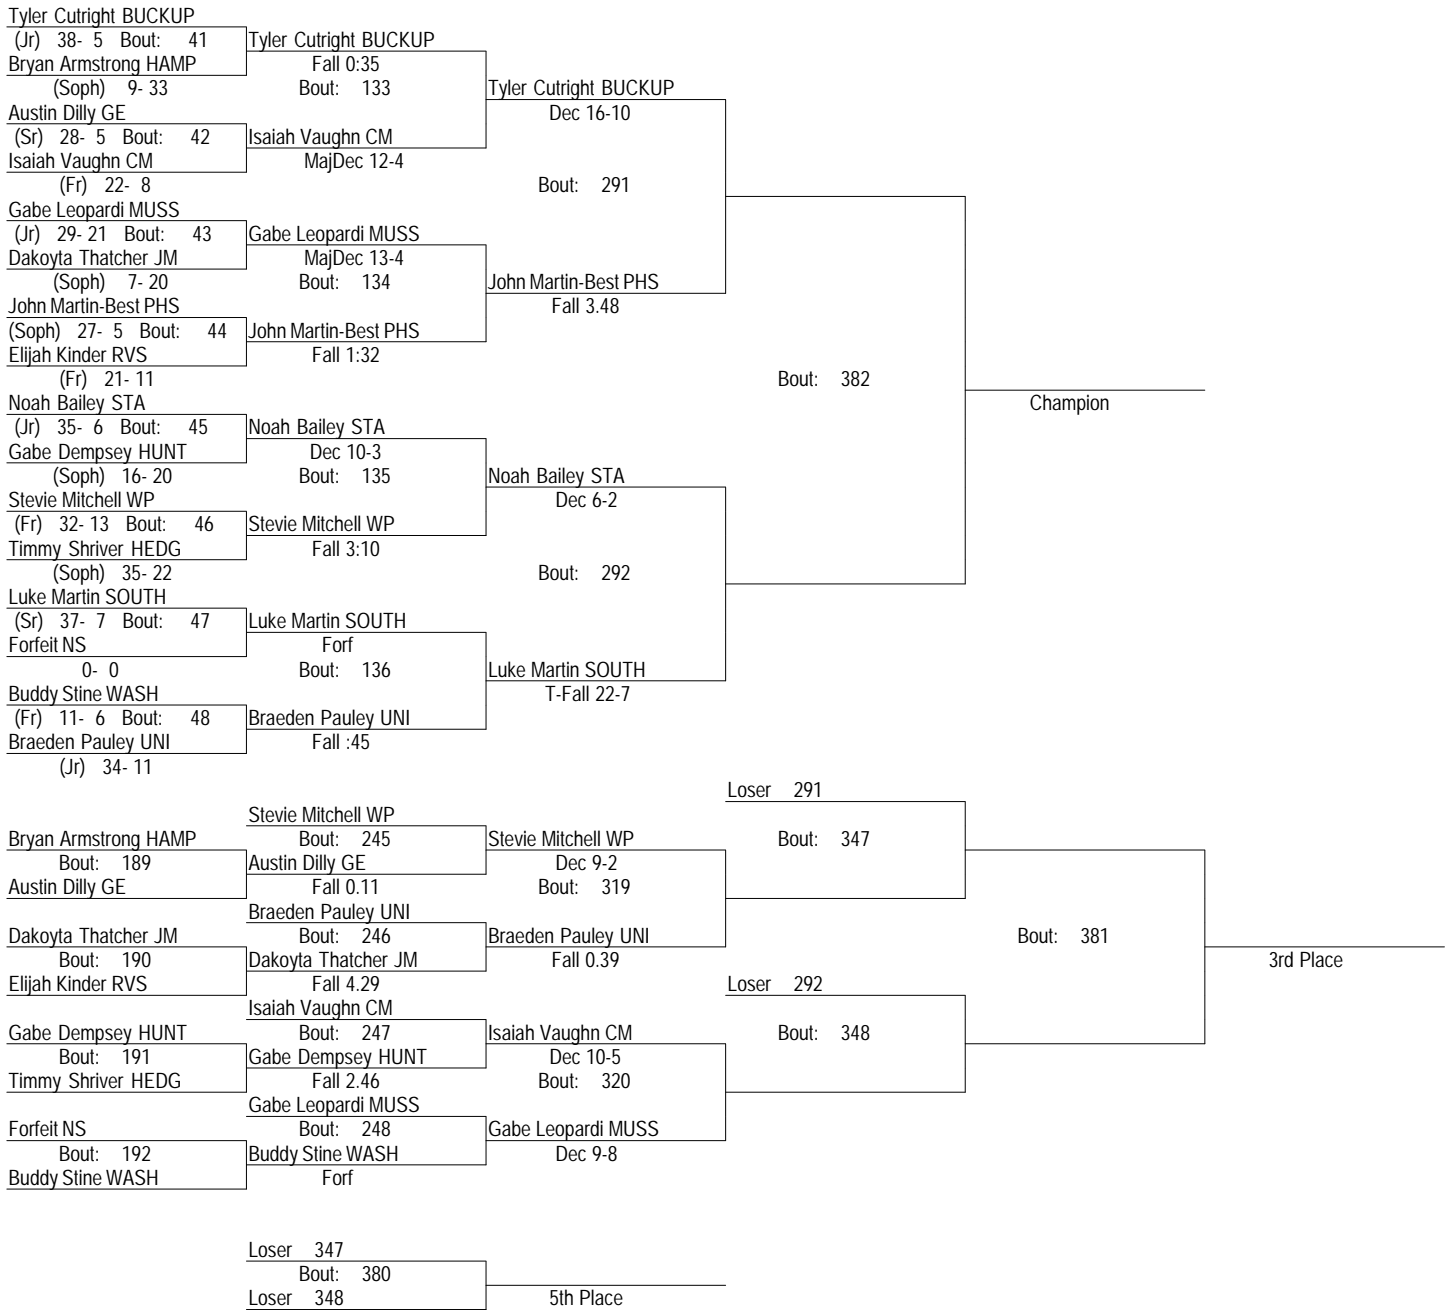 Tyler Cutright BUCKUP
(Jr) 38- 5 Bout: 41 Tyler Cutright BUCKUP
Bryan Armstrong HAMP Fall 0:35
(Soph) 9- 33 Bout: 133 Tyler Cutright BUCKUP
Austin Dilly GE Dec 16-10
(Sr) 28- 5 Bout: 42 Isaiah Vaughn CM
Isaiah Vaughn CM MajDec 12-4
(Fr) 22- 8 Bout: 291
Gabe Leopardi MUSS
(Jr) 29- 21 Bout: 43 Gabe Leopardi MUSS
Dakoyta Thatcher JM MajDec 13-4
(Soph) 7- 20 Bout: 134 John Martin-Best PHS
John Martin-Best PHS Fall 3.48
(Soph) 27- 5 Bout: 44 John Martin-Best PHS
Elijah Kinder RVS Fall 1:32
(Fr) 21- 11 Bout: 382
Noah Bailey STA Champion
(Jr) 35- 6 Bout: 45 Noah Bailey STA
Gabe Dempsey HUNT Dec 10-3
(Soph) 16- 20 Bout: 135 Noah Bailey STA
Stevie Mitchell WP Dec 6-2
(Fr) 32- 13 Bout: 46 Stevie Mitchell WP
Timmy Shriver HEDG Fall 3:10
(Soph) 35- 22 Bout: 292
Luke Martin SOUTH
(Sr) 37- 7 Bout: 47 Luke Martin SOUTH
Forfeit NS Forf
0- 0 Bout: 136 Luke Martin SOUTH
Buddy Stine WASH T-Fall 22-7
(Fr) 11- 6 Bout: 48 Braeden Pauley UNI
Braeden Pauley UNI Fall :45
(Jr) 34- 11
Loser 291
Stevie Mitchell WP
Bryan Armstrong HAMP Bout: 245 Stevie Mitchell WP Bout: 347
Bout: 189 Austin Dilly GE Dec 9-2
Austin Dilly GE Fall 0.11 Bout: 319
Braeden Pauley UNI
Dakoyta Thatcher JM Bout: 246 Braeden Pauley UNI Bout: 381
Bout: 190 Dakoyta Thatcher JM Fall 0.39 3rd Place
Elijah Kinder RVS Fall 4.29 Loser 292
Isaiah Vaughn CM
Gabe Dempsey HUNT Bout: 247 Isaiah Vaughn CM Bout: 348
Bout: 191 Gabe Dempsey HUNT Dec 10-5
Timmy Shriver HEDG Fall 2.46 Bout: 320
Gabe Leopardi MUSS
Forfeit NS Bout: 248 Gabe Leopardi MUSS
Bout: 192 Buddy Stine WASH Dec 9-8
Buddy Stine WASH Forf
Loser 347
Bout: 380
Loser 348 5th Place